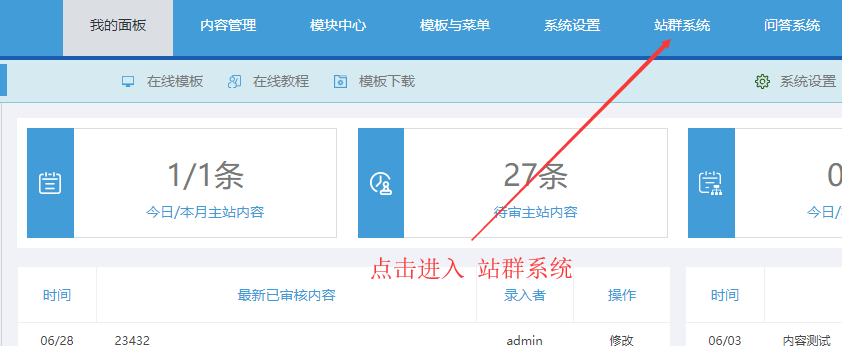 我的面板 内容管理 模块中心 模板与菜单 系统设置 站群系统 问答系统
在线模板 在线教程 模板下载 系统设置
1/1条 27条 0
今日/本月主站内容 待审主站内容 今日/
点击进入 站群系统
时间 最新已审核内容 录入者 操作 时间
06/28 23432 admin 修改 06/03 内容测试